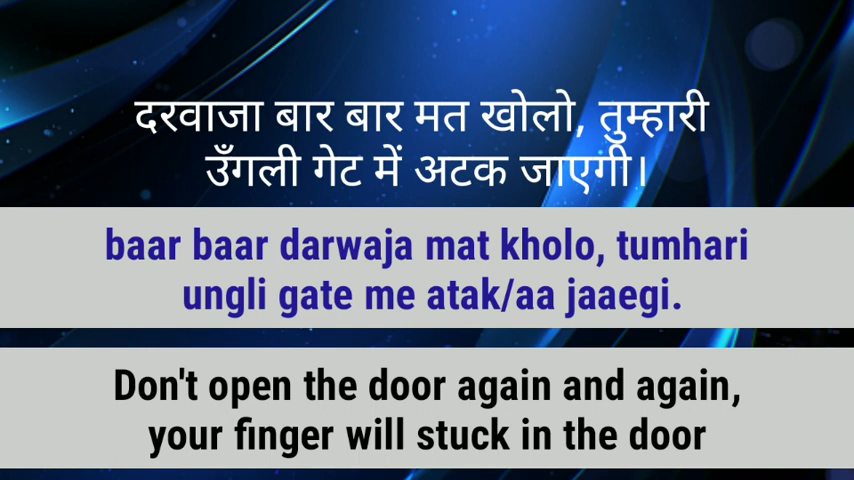 दरवाजा बार बार मत खोलो, तुम्हारी
उँगली गेट में अटक जाएगी।
baar baar darwaja mat kholo, tumhari
ungli gate me atak/aa jaaegi.
Don't open the door again and again,
your finger will stuck in the door